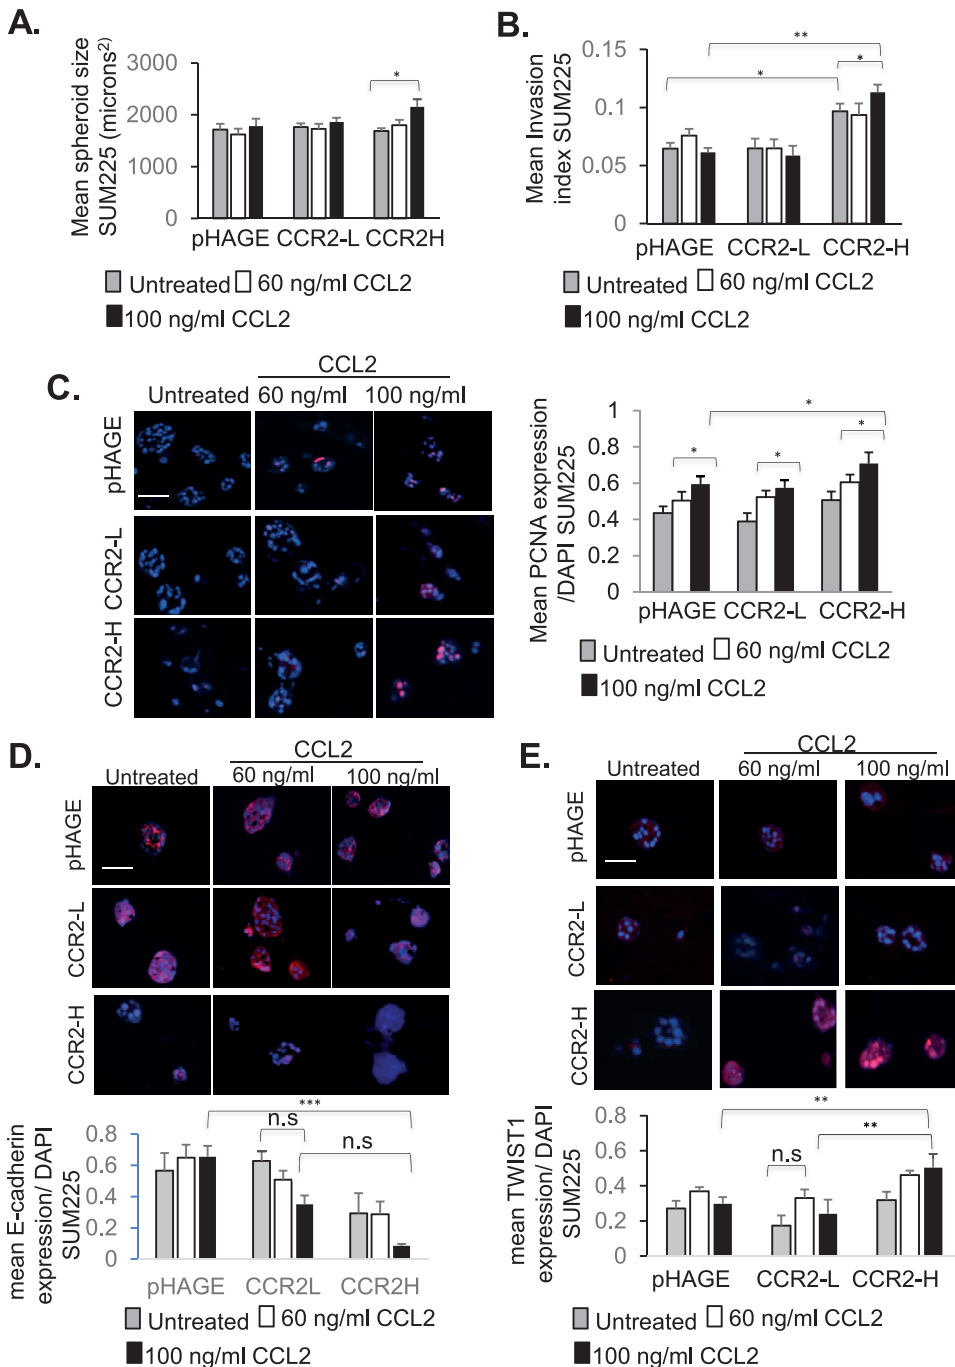 A.
Mean spheroid size
SUM225 (microns²)
3000
2000
1000
0
*
pHAGE CCR2-L CCR2H
Untreated 60 ng/ml CCL2
100 ng/ml CCL2
B.
Mean Invasion
index SUM225
0.15
0.1
0.05
0
**
*
*
pHAGE CCR2-L CCR2-H
Untreated 60 ng/ml CCL2
100 ng/ml CCL2
C.
CCL2
Untreated 60 ng/ml 100 ng/ml
pHAGE
CCR2-L
CCR2-H
Mean PCNA expression
/DAPI SUM225
1
0.8
0.6
0.4
0.2
0
*
*
*
*
pHAGE CCR2-L CCR2-H
Untreated 60 ng/ml CCL2
100 ng/ml CCL2
D.
CCL2
Untreated 60 ng/ml 100 ng/ml
pHAGE
CCR2-L
CCR2-H
mean E-cadherin
expression/ DAPI
SUM225
0.8
0.6
0.4
0.2
0
***
n.s
n.s
pHAGE CCR2L CCR2H
Untreated 60 ng/ml CCL2
100 ng/ml CCL2
E.
CCL2
Untreated 60 ng/ml 100 ng/ml
pHAGE
CCR2-L
CCR2-H
mean TWIST1
expression/ DAPI
SUM225
0.8
0.6
0.4
0.2
0
**
**
n.s
pHAGE CCR2-L CCR2-H
Untreated 60 ng/ml CCL2
100 ng/ml CCL2